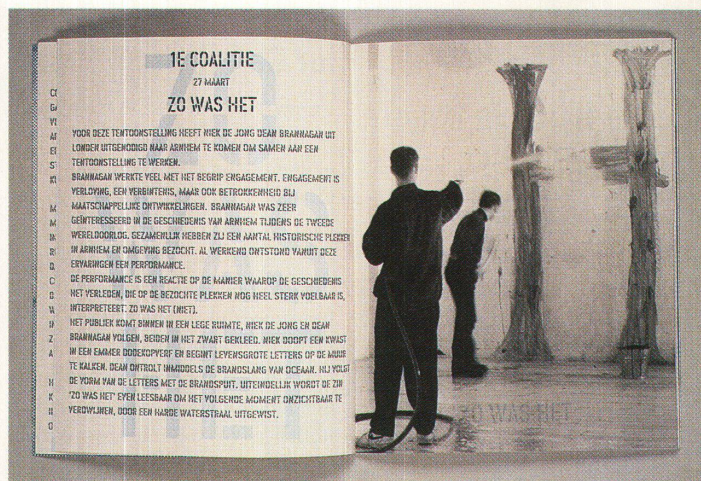 1E COALITIE
27 MAART
ZO WAS HET
VOOR DEZE TENTOONSTELLING HEEFT NIEK DE JONG DEAN BRANNAGAN UIT
LONDEN UITGENODIGD NAAR ARNHEM TE KOMEN OM SAMEN AAN EEN
TENTOONSTELLING TE WERKEN.
BRANNAGAN WERKTE VEEL MET HET BEGRIP ENGAGEMENT. ENGAGEMENT IS
VERLOVING, EEN VERBINTENIS, MAAR OOK BETROKKENHEID BIJ
MAATSCHAPPELIJKE ONTWIKKELINGEN. BRANNAGAN WAS ZEER
GEÏNTERESSEERD IN DE GESCHIEDENIS VAN ARNHEM TIJDENS DE TWEEDE
WERELDOORLOG. GEZAMENLIJK HEBBEN ZIJ EEN AANTAL HISTORISCHE PLEKKEN
IN ARNHEM EN OMGEVING BEZOCHT. AL WERKEND ONTSTOND VANUIT DEZE
ERVARINGEN EEN PERFORMANCE.
DE PERFORMANCE IS EEN REACTIE OP DE MANIER WAAROP DE GESCHIEDENIS
HET VERLEDEN, DIE OP DE BEZOCHTE PLEKKEN NOG HEEL STERK VOELBAAR IS,
INTERPRETEERT. ZO WAS HET (NIET).
HET PUBLIEK KOMT BINNEN IN EEN LEGE RUIMTE, NIEK DE JONG EN DEAN
BRANNAGAN VOLGEN, BEIDEN IN HET ZWART GEKLEED. NIEK DOOPT EEN KWAST
IN EEN EMMER DODEKOPVERF EN BEGINT LEVENSGROTE LETTERS OP DE MUUR
TE KALKEN. DEAN ONTROLT INMIDDELS DE BRANDSLANG VAN OCEAAN. HIJ VOLGT
DE VORM VAN DE LETTERS MET DE BRANDSPUIT. UITEINDELIJK WORDT DE ZIN
'ZO WAS HET' EVEN LEESBAAR OM HET VOLGENDE MOMENT ONZICHTBAAR TE
VERDWIJNEN, DOOR EEN HARDE WATERSTRAAL UITGEWIST.
ZO WAS HET